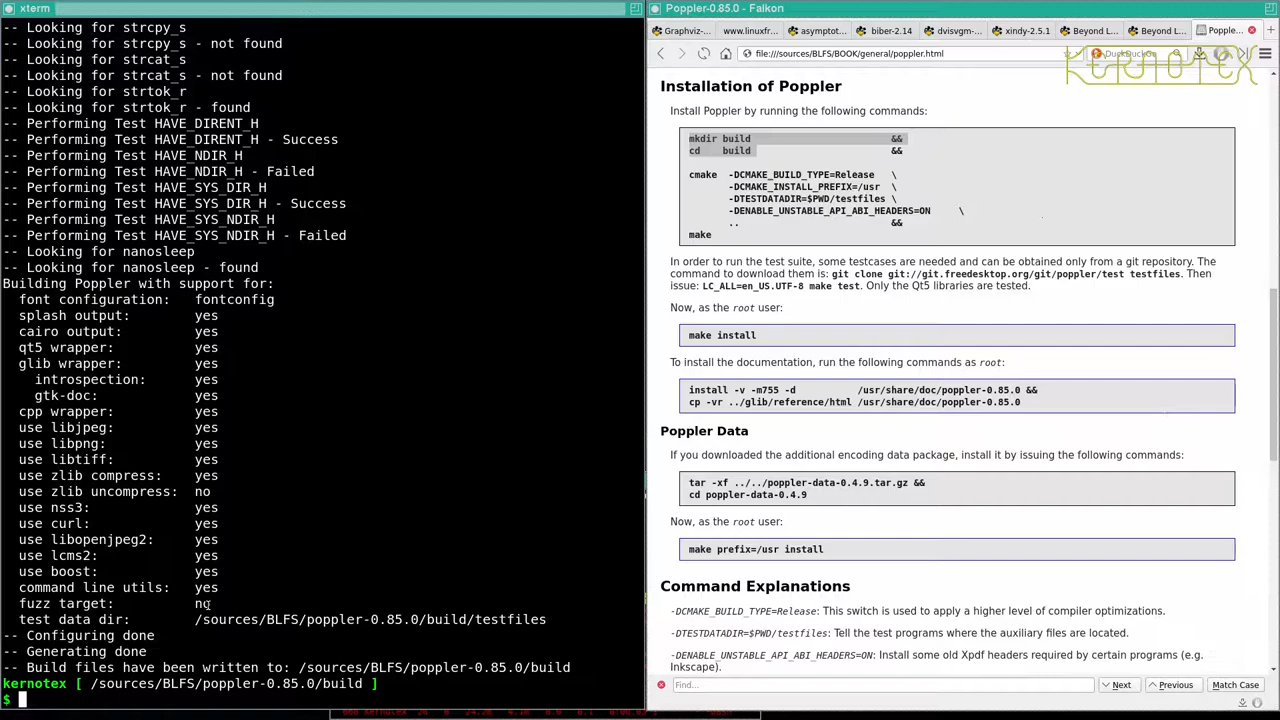 xterm
-- Looking for strcpy_s
-- Looking for strcpy_s - not found
-- Looking for strcat_s
-- Looking for strcat_s - not found
-- Looking for strtok_r
-- Looking for strtok_r - found
-- Performing Test HAVE_DIRENT_H
-- Performing Test HAVE_DIRENT_H - Success
-- Performing Test HAVE_NDIR_H
-- Performing Test HAVE_NDIR_H - Failed
-- Performing Test HAVE_SYS_DIR_H
-- Performing Test HAVE_SYS_DIR_H - Success
-- Performing Test HAVE_SYS_NDIR_H
-- Performing Test HAVE_SYS_NDIR_H - Failed
-- Looking for nanosleep
-- Looking for nanosleep - found
Building Poppler with support for:
font configuration: fontconfig
splash output: yes
cairo output: yes
qt5 wrapper: yes
glib wrapper: yes
introspection: yes
gtk-doc: yes
cpp wrapper: yes
use libjpeg: yes
use libpng: yes
use libtiff: yes
use zlib compress: yes
use zlib uncompress: no
use nss3: yes
use curl: yes
use libopenjpeg2: yes
use lcms2: yes
use boost: yes
command line utils: yes
fuzz target: no
test data dir: /sources/BLFS/poppler-0.85.0/build/testfiles
-- Configuring done
-- Generating done
-- Build files have been written to: /sources/BLFS/poppler-0.85.0/build
kernotex [ /sources/BLFS/poppler-0.85.0/build ]
$
Poppler-0.85.0 - Falkon
Graphviz-... www.linuxfr... asymptot... biber-2.14 dvisvgm-... xindy-2.5.1 Beyond L... Beyond L... Popple...
file:///sources/BLFS/BOOK/general/poppler.html DuckDuckGo
KERNOTEX
Installation of Poppler
Install Poppler by running the following commands:
mkdir build &&
cd build &&
cmake -DCMAKE_BUILD_TYPE=Release \
-DCMAKE_INSTALL_PREFIX=/usr \
-DTESTDATADIR=$PWD/testfiles \
-DENABLE_UNSTABLE_API_ABI_HEADERS=ON \
.. &&
make
In order to run the test suite, some testcases are needed and can be obtained only from a git repository. The
command to download them is: git clone git://git.freedesktop.org/git/poppler/test testfiles. Then
issue: LC_ALL=en_US.UTF-8 make test. Only the Qt5 libraries are tested.
Now, as the root user:
make install
To install the documentation, run the following commands as root:
install -v -m755 -d /usr/share/doc/poppler-0.85.0 &&
cp -vr ../glib/reference/html /usr/share/doc/poppler-0.85.0
Poppler Data
If you downloaded the additional encoding data package, install it by issuing the following commands:
tar -xf ../../poppler-data-0.4.9.tar.gz &&
cd poppler-data-0.4.9
Now, as the root user:
make prefix=/usr install
Command Explanations
-DCMAKE_BUILD_TYPE=Release: This switch is used to apply a higher level of compiler optimizations.
-DTESTDATADIR=$PWD/testfiles: Tell the test programs where the auxiliary files are located.
-DENABLE_UNSTABLE_API_ABI_HEADERS=ON: Install some old Xpdf headers required by certain programs (e.g.
Inkscape).
Find... Next Previous Match Case